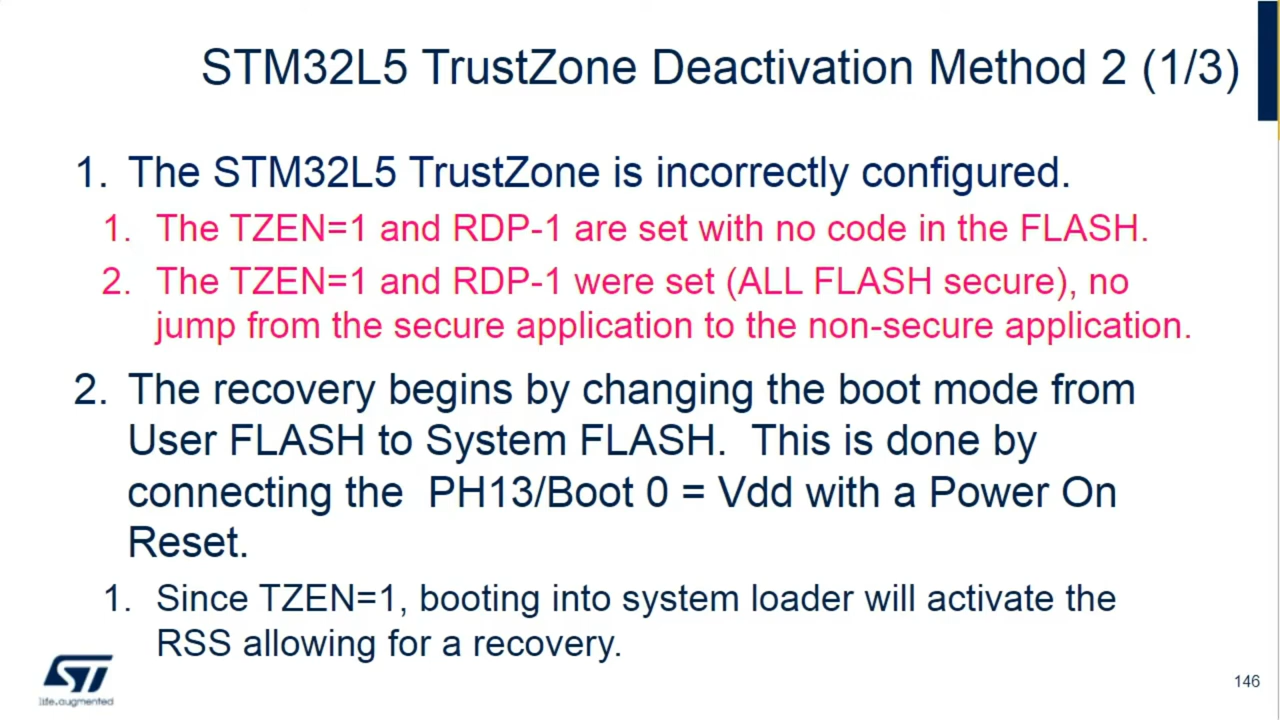 STM32L5 TrustZone Deactivation Method 2 (1/3)
1. The STM32L5 TrustZone is incorrectly configured.
1. The TZEN=1 and RDP-1 are set with no code in the FLASH.
2. The TZEN=1 and RDP-1 were set (ALL FLASH secure), no
jump from the secure application to the non-secure application.
2. The recovery begins by changing the boot mode from
User FLASH to System FLASH. This is done by
connecting the PH13/Boot 0 = Vdd with a Power On
Reset.
1. Since TZEN=1, booting into system loader will activate the
RSS allowing for a recovery.
ST
life.augmented
146